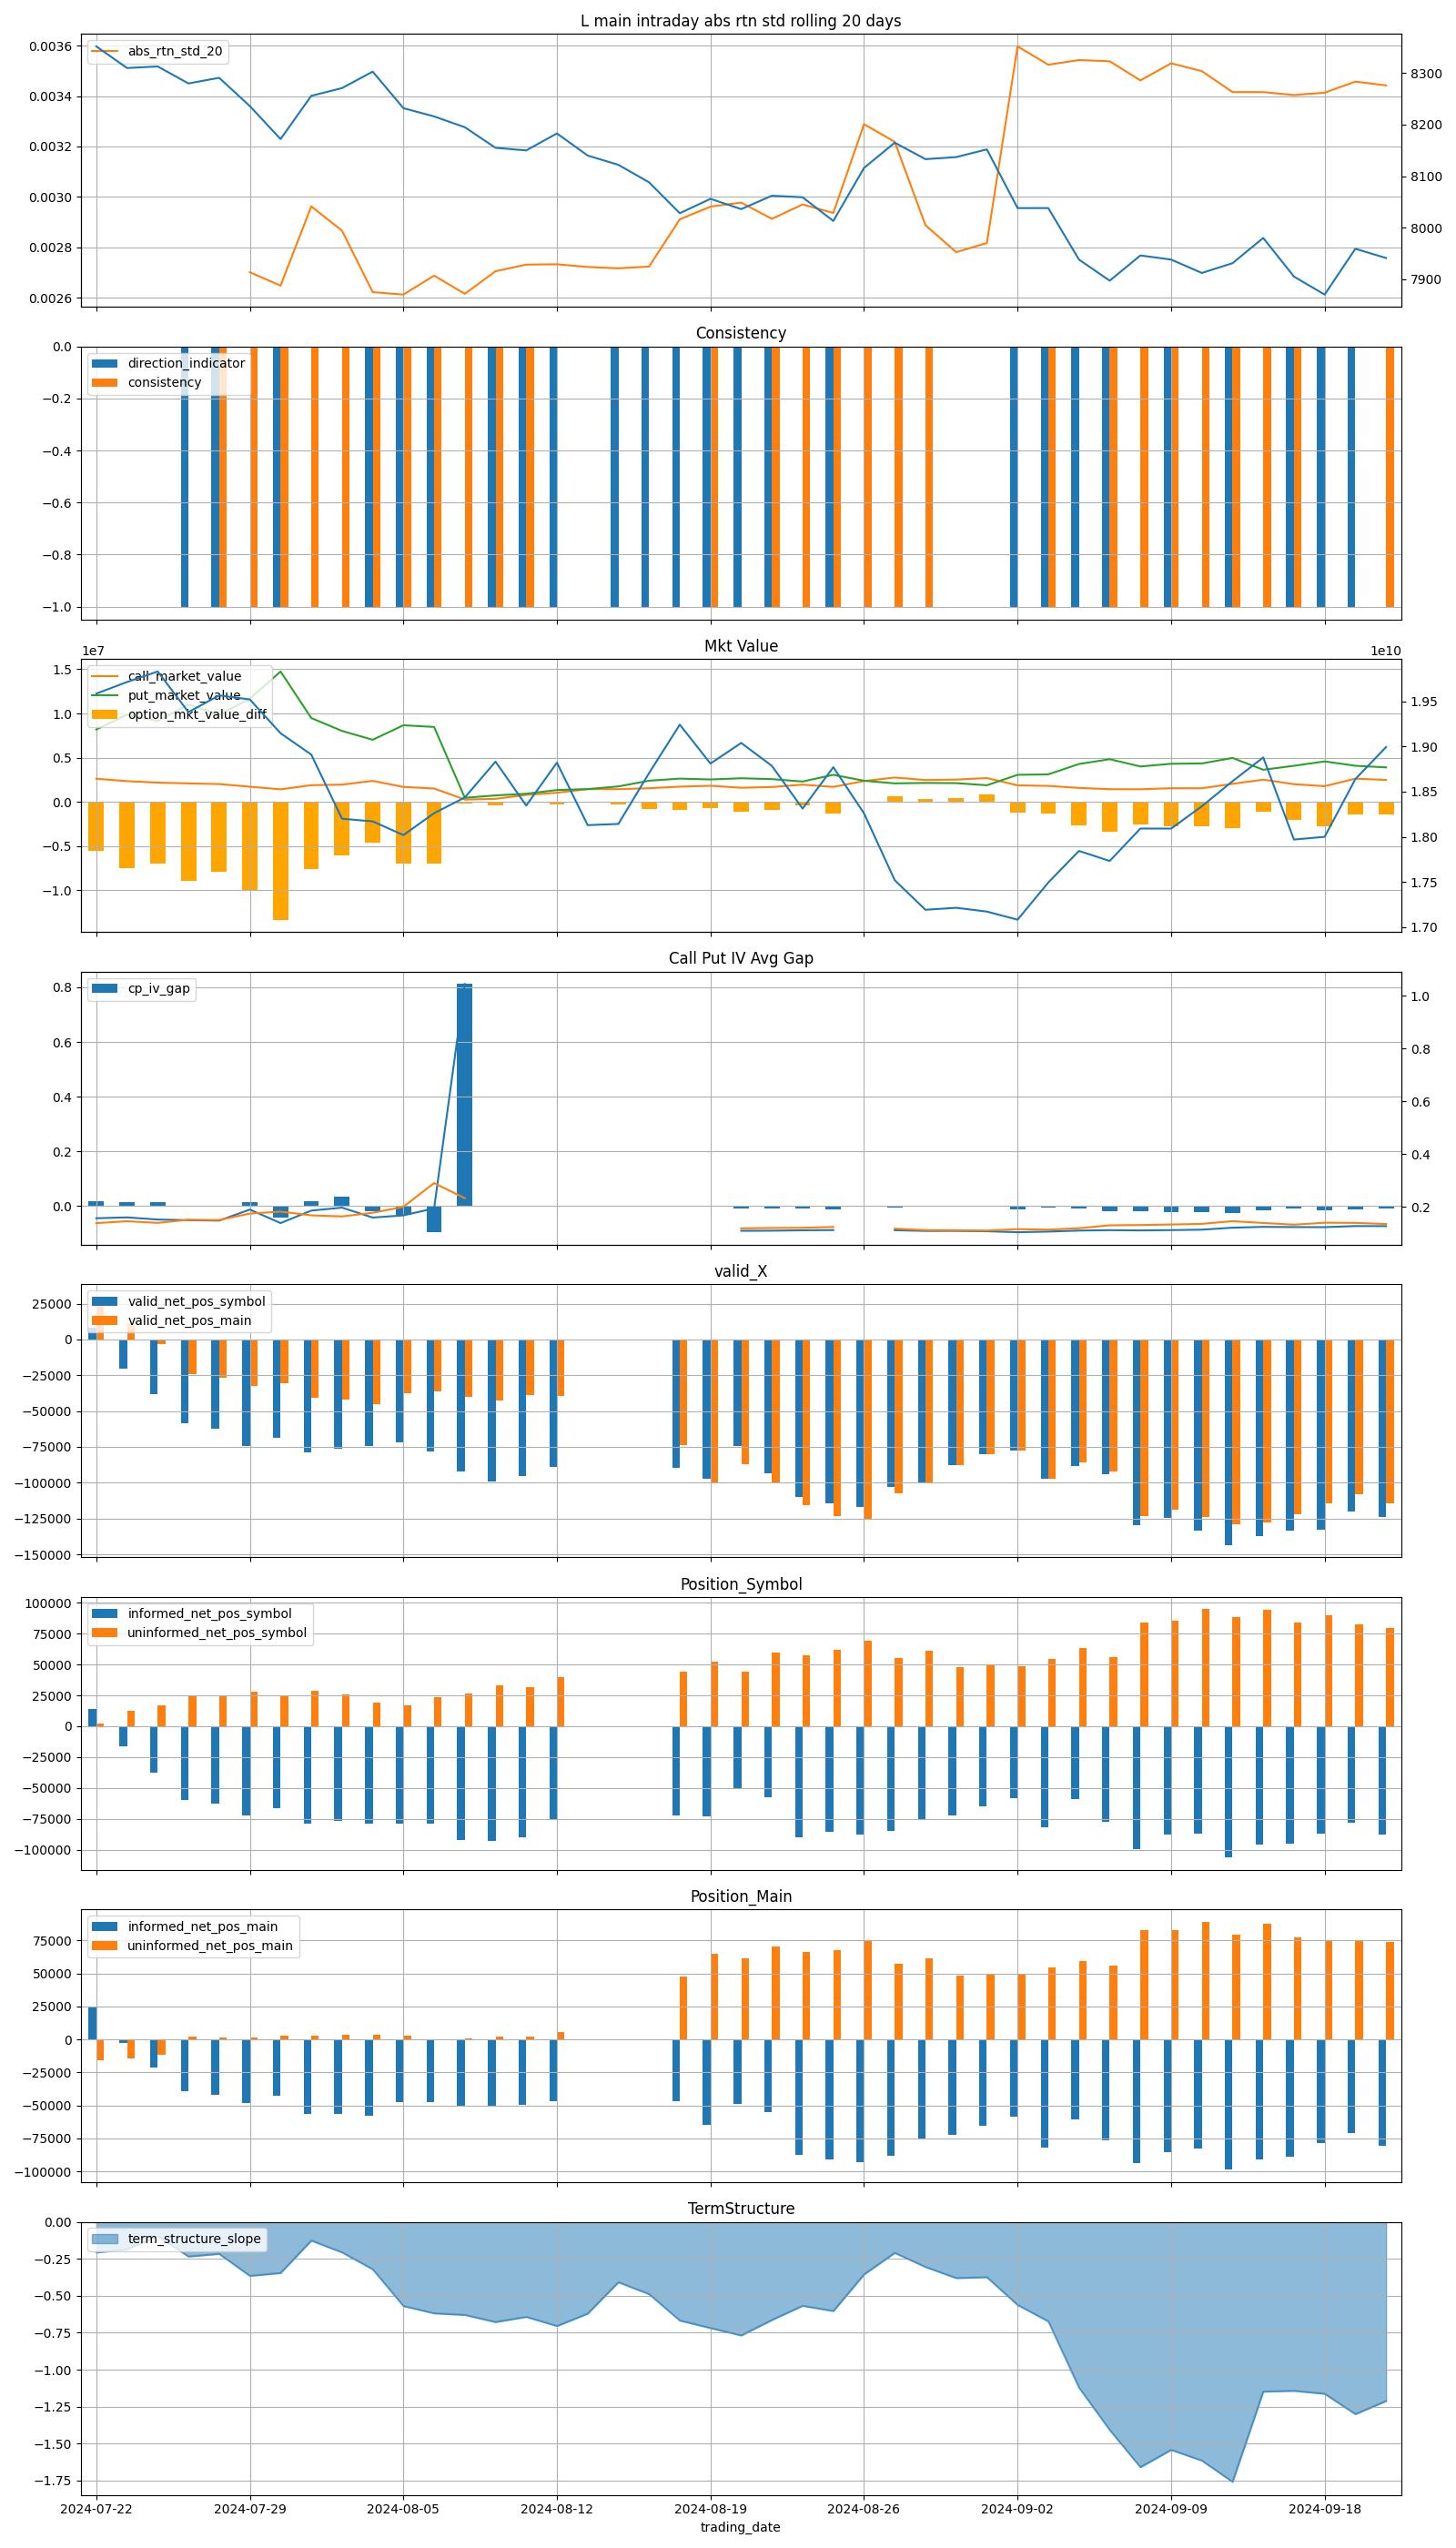 L main intraday abs rtn std rolling 20 days
abs_rtn_std_20
0.0036
0.0034
0.0032
0.0030
0.0028
0.0026
8300
8200
8100
8000
7900
Consistency
direction_indicator
consistency
0.0
−0.2
−0.4
−0.6
−0.8
−1.0
Mkt Value
1e7
1e10
call_market_value
put_market_value
option_mkt_value_diff
1.5
1.0
0.5
0.0
−0.5
−1.0
1.95
1.90
1.85
1.80
1.75
1.70
Call Put IV Avg Gap
cp_iv_gap
0.8
0.6
0.4
0.2
0.0
1.0
0.8
0.6
0.4
0.2
valid_X
valid_net_pos_symbol
valid_net_pos_main
25000
0
−25000
−50000
−75000
−100000
−125000
−150000
Position_Symbol
informed_net_pos_symbol
uninformed_net_pos_symbol
100000
75000
50000
25000
0
−25000
−50000
−75000
−100000
Position_Main
informed_net_pos_main
uninformed_net_pos_main
75000
50000
25000
0
−25000
−50000
−75000
−100000
TermStructure
term_structure_slope
0.00
−0.25
−0.50
−0.75
−1.00
−1.25
−1.50
−1.75
2024-07-22 2024-07-29 2024-08-05 2024-08-12 2024-08-19 2024-08-26 2024-09-02 2024-09-09 2024-09-18
trading_date